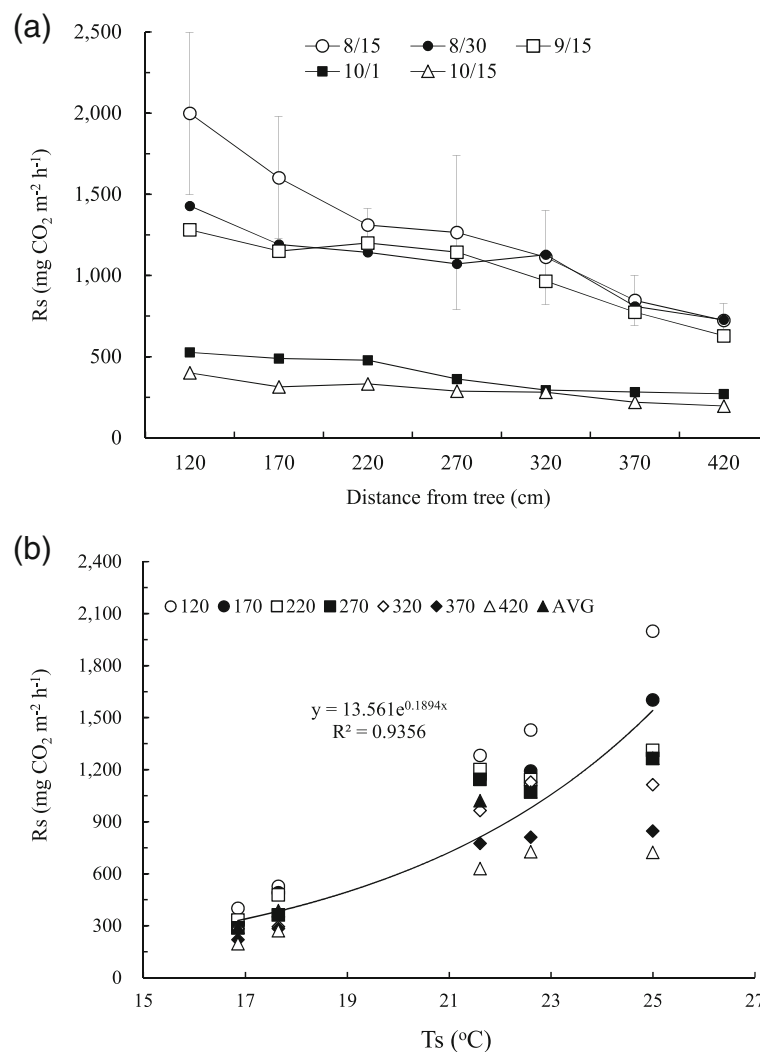 (a)
2,500
2,000
1,500
1,000
500
0
Rs (mg CO₂ m⁻² h⁻¹)
8/15 8/30 9/15
10/1 10/15
120 170 220 270 320 370 420
Distance from tree (cm)
(b)
2,400
2,100
1,800
1,500
1,200
900
600
300
0
Rs (mg CO₂ m⁻² h⁻¹)
120 170 220 270 320 370 420 AVG
y = 13.561e^0.1894x
R² = 0.9356
15 17 19 21 23 25 27
Ts (°C)